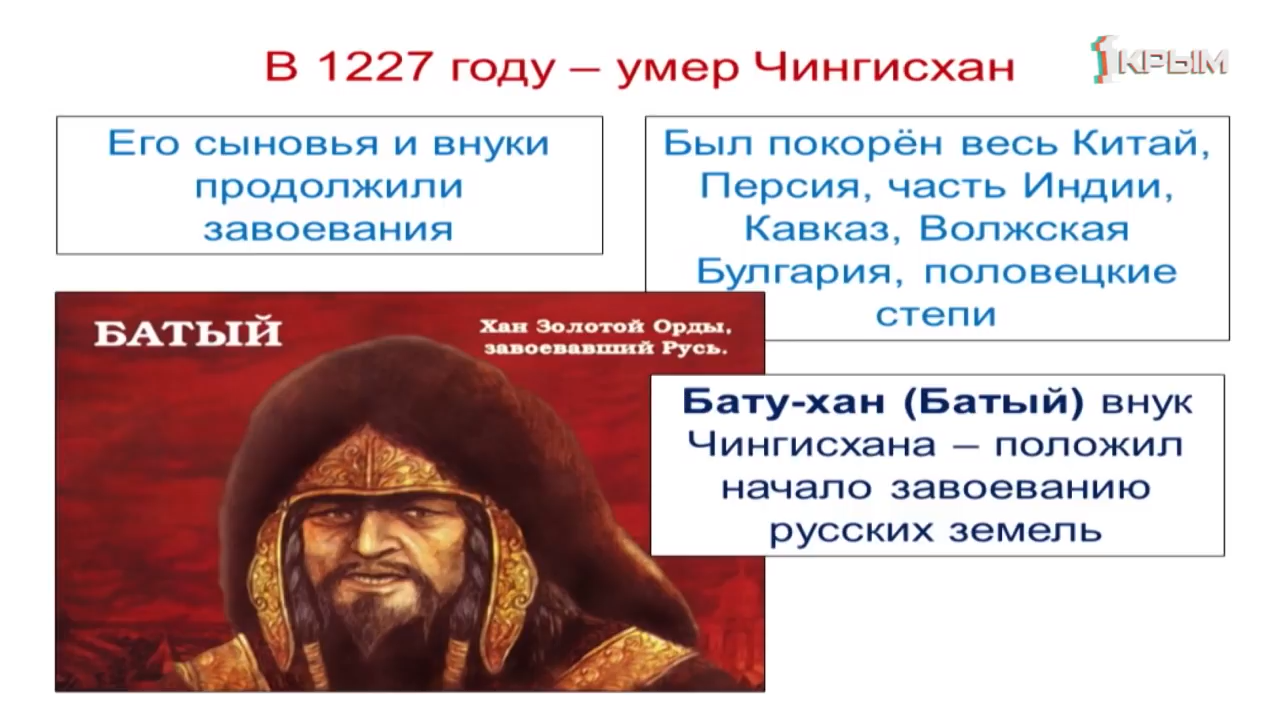 В 1227 году – умер Чингисхан
1КРЫМ
Его сыновья и внуки
продолжили
завоевания
Был покорён весь Китай,
Персия, часть Индии,
Кавказ, Волжская
Булгария, половецкие
степи
БАТЫЙ
Хан Золотой Орды,
завоевавший Русь.
Бату-хан (Батый) внук
Чингисхана – положил
начало завоеванию
русских земель